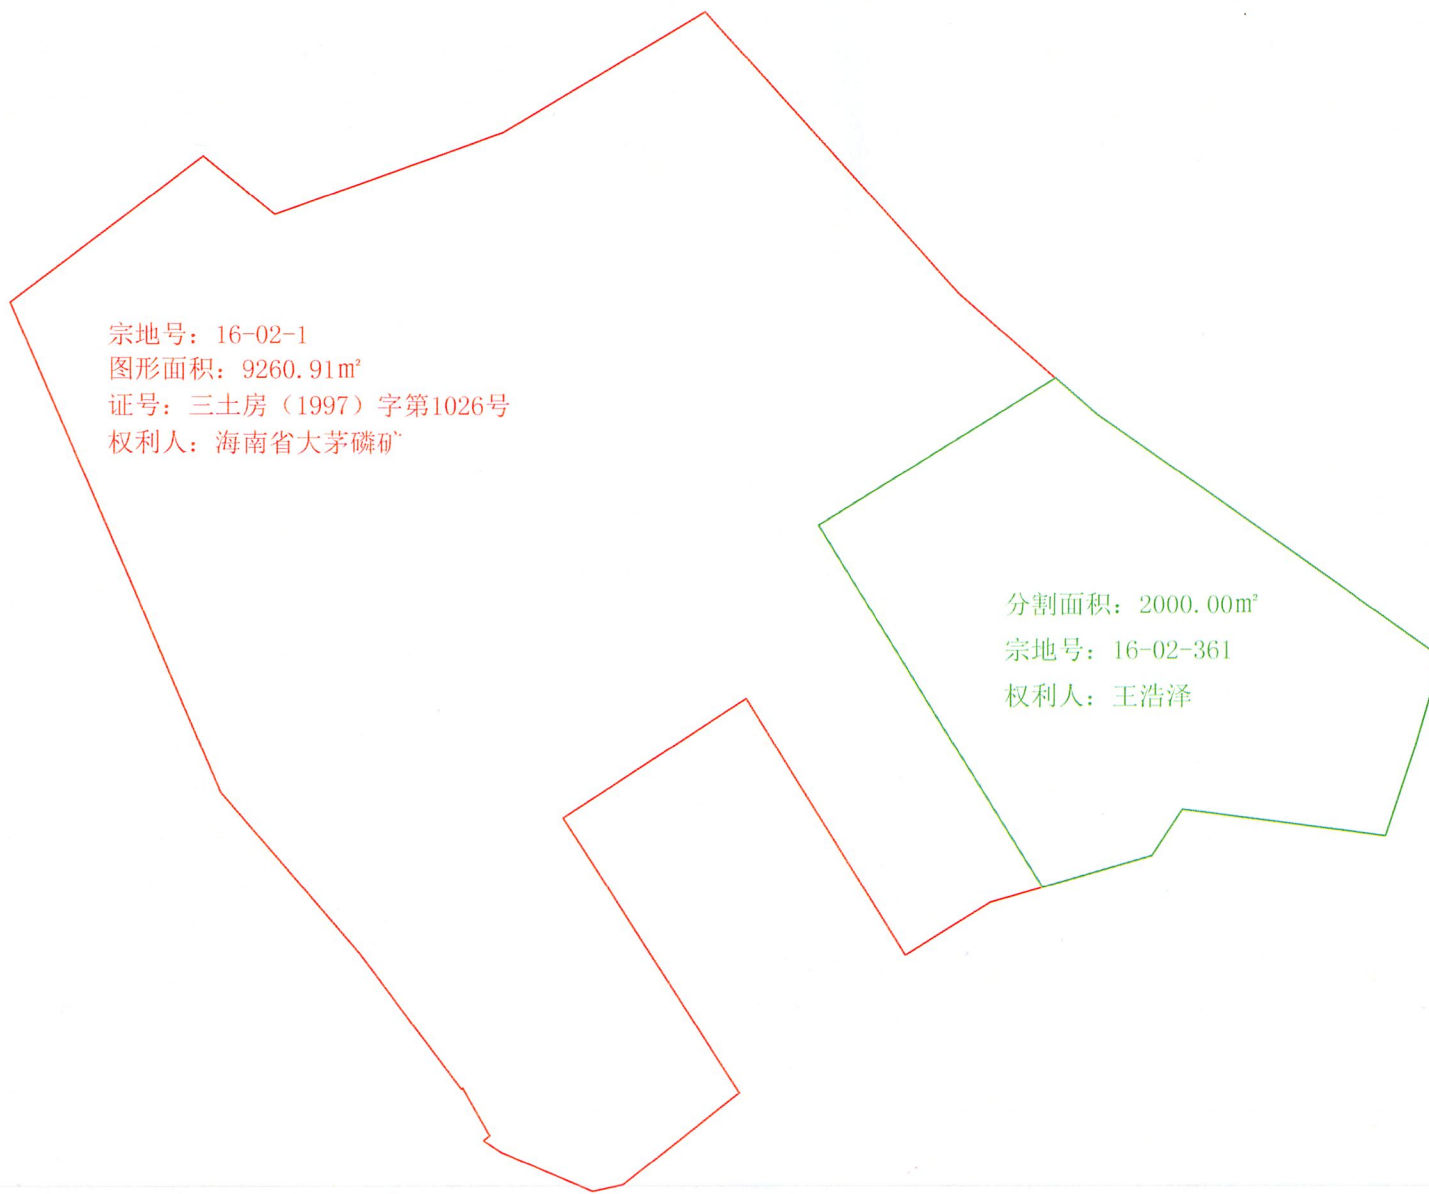 宗地号：16-02-1
图形面积：9260.91㎡
证号：三土房（1997）字第1026号
权利人：海南省大茅磷矿
分割面积：2000.00㎡
宗地号：16-02-361
权利人：王浩泽